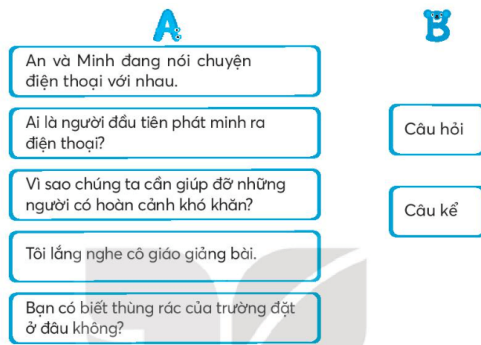 A
B
An và Minh đang nói chuyện
điện thoại với nhau.
Ai là người đầu tiên phát minh ra
điện thoại?
Câu hỏi
Vì sao chúng ta cần giúp đỡ những
người có hoàn cảnh khó khăn?
Câu kể
Tôi lắng nghe cô giáo giảng bài.
Bạn có biết thùng rác của trường đặt
ở đâu không?